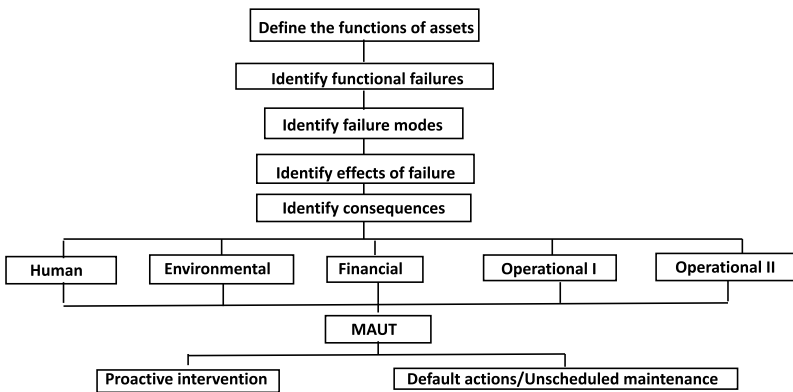 Define the functions of assets
Identify functional failures
Identify failure modes
Identify effects of failure
Identify consequences
Human
Environmental
Financial
Operational I
Operational II
MAUT
Proactive intervention
Default actions/Unscheduled maintenance